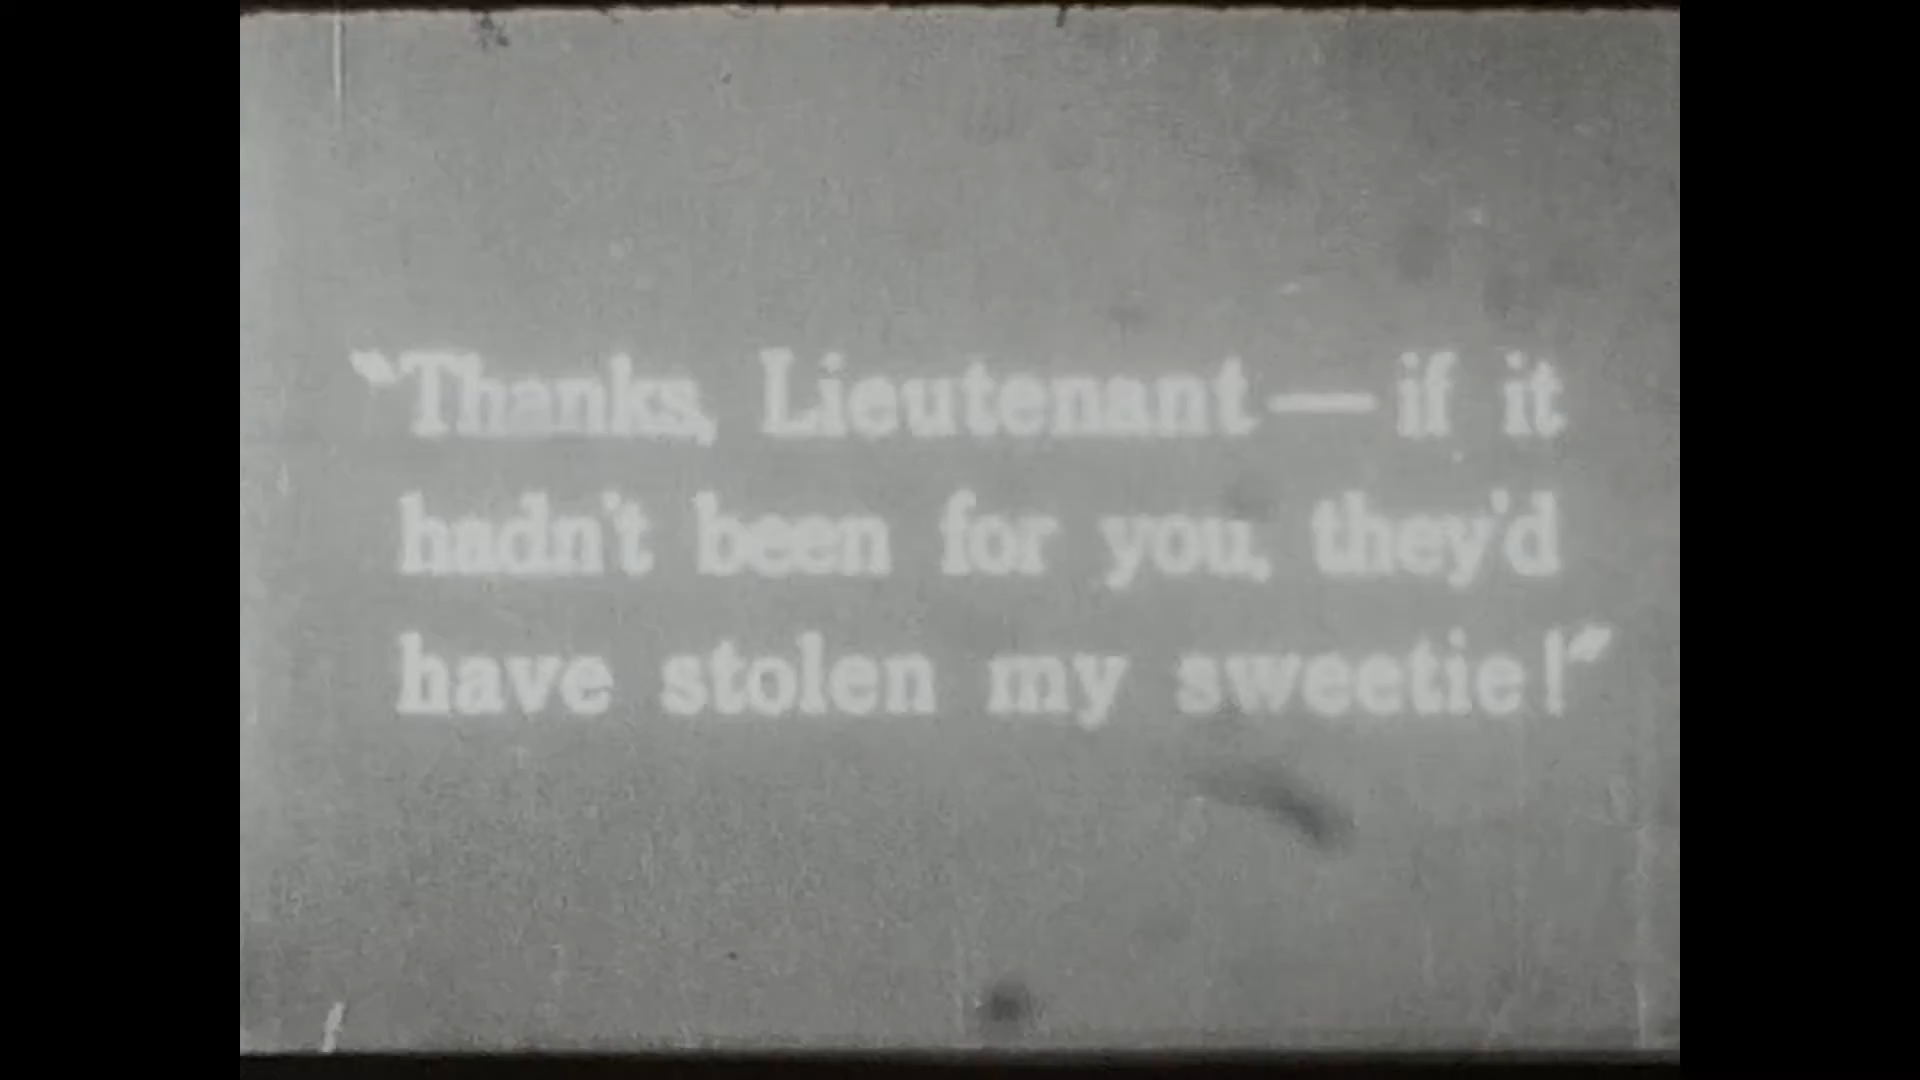 “Thanks, Lieutenant — if it
hadn't been for you, they'd
have stolen my sweetie!”